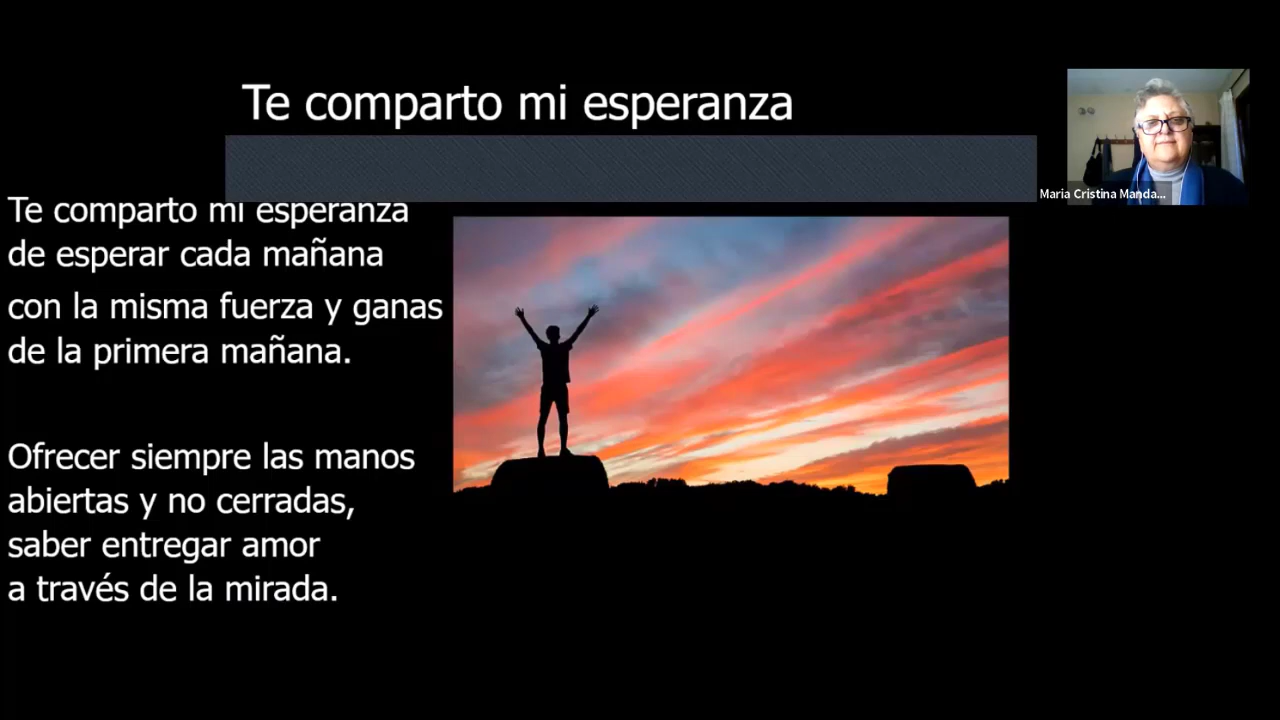 Te comparto mi esperanza
Maria Cristina Manda...
Te comparto mi esperanza
de esperar cada mañana
con la misma fuerza y ganas
de la primera mañana.
Ofrecer siempre las manos
abiertas y no cerradas,
saber entregar amor
a través de la mirada.